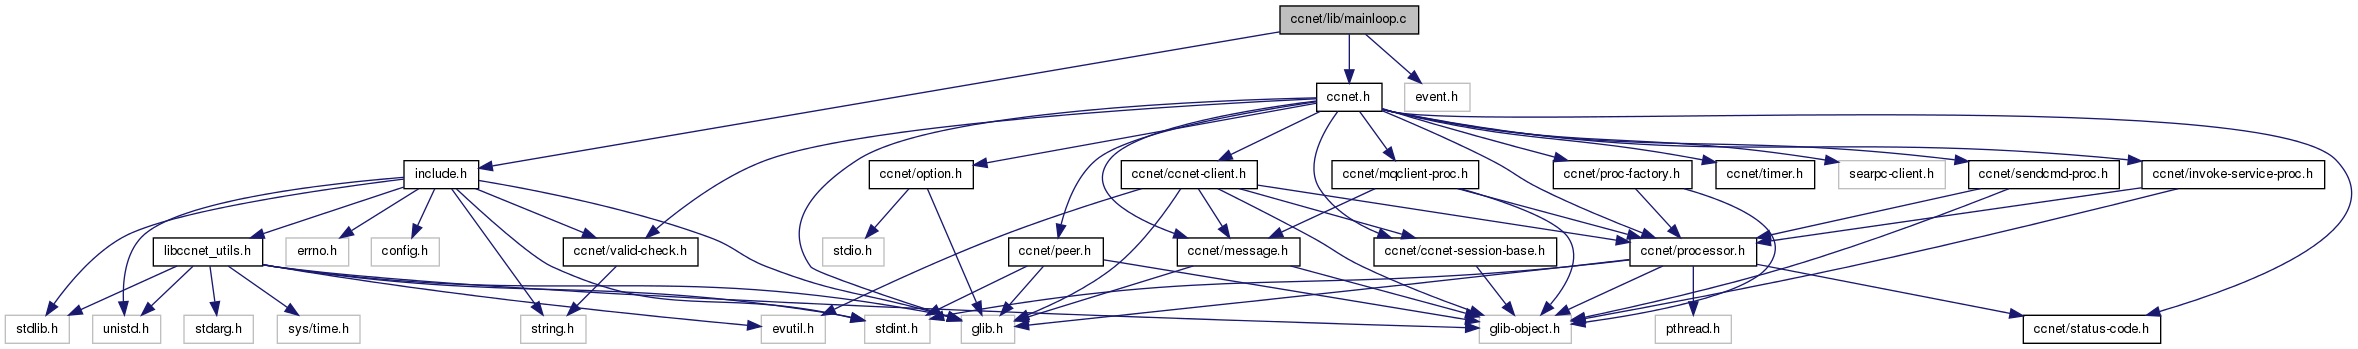 ccnet/lib/mainloop.c
ccnet.h
event.h
include.h
ccnet/option.h
ccnet/ccnet-client.h
ccnet/mqclient-proc.h
ccnet/proc-factory.h
ccnet/timer.h
searpc-client.h
ccnet/sendcmd-proc.h
ccnet/invoke-service-proc.h
libccnet_utils.h
errno.h
config.h
ccnet/valid-check.h
stdio.h
ccnet/peer.h
ccnet/message.h
ccnet/ccnet-session-base.h
ccnet/processor.h
stdlib.h
unistd.h
stdarg.h
sys/time.h
string.h
evutil.h
stdint.h
glib.h
glib-object.h
pthread.h
ccnet/status-code.h